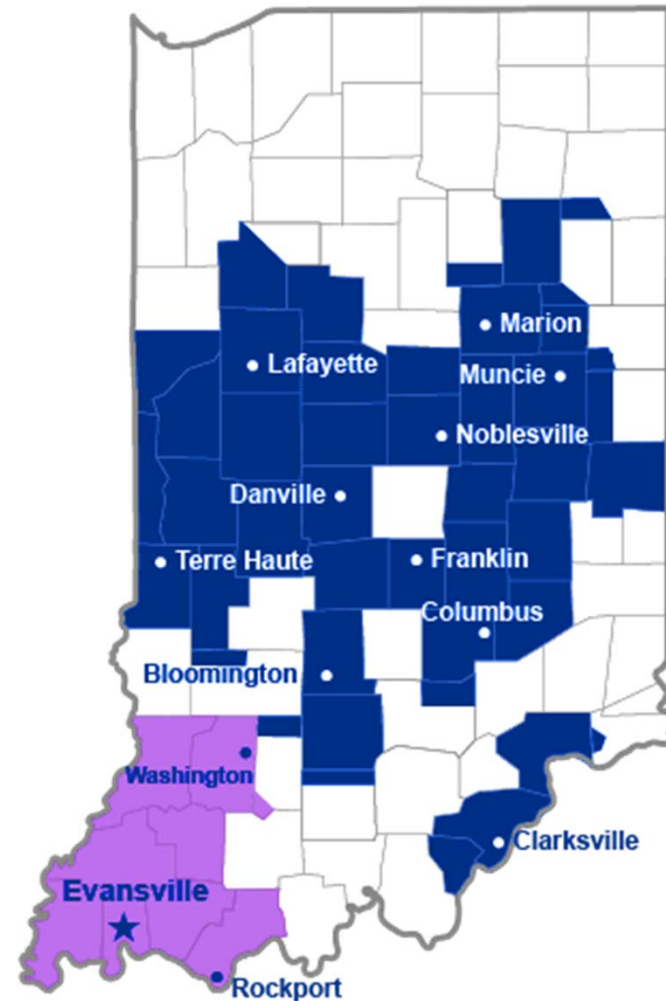 Marion
Lafayette
Muncie
Noblesville
Danville
Terre Haute
Franklin
Columbus
Bloomington
Washington
Clarksville
Evansville
Rockport